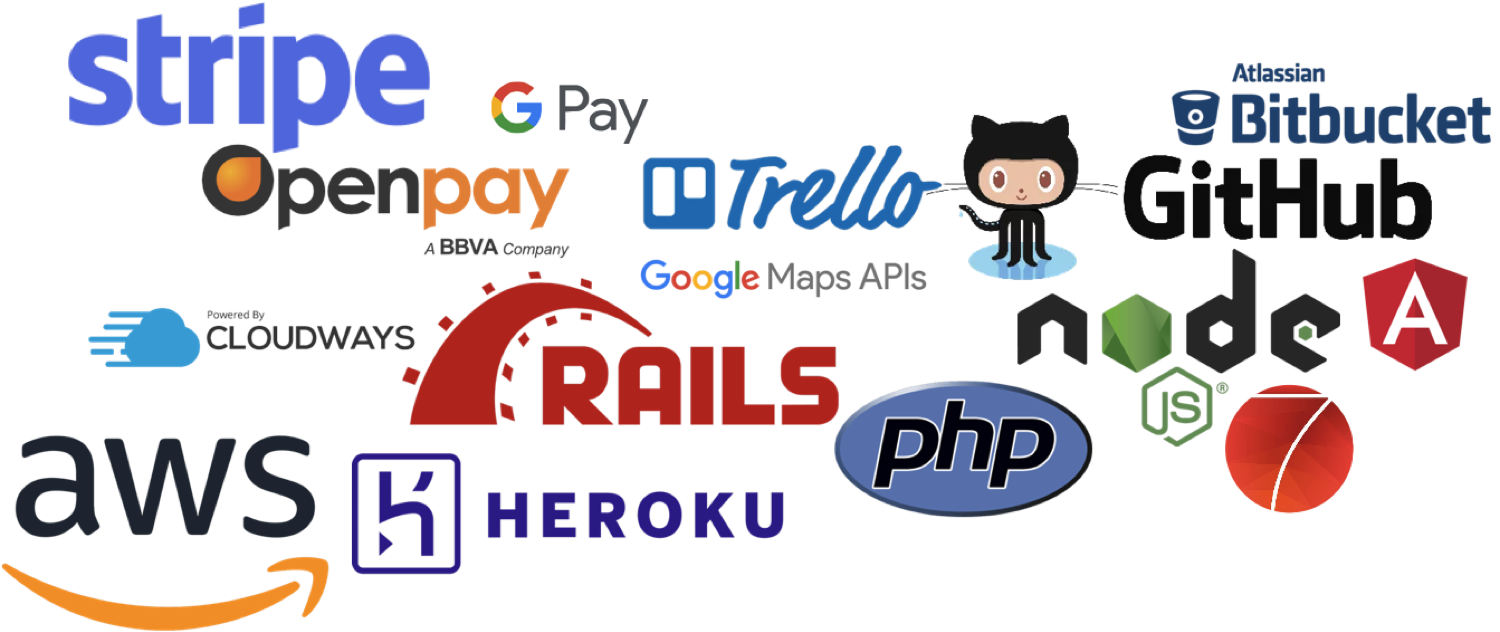 stripe
G Pay
Atlassian
Bitbucket
Openpay
A BBVA Company
Trello
GitHub
Google Maps APIs
Powered By
CLOUDWAYS
RAILS
node
JS®
A
php
aws
HEROKU